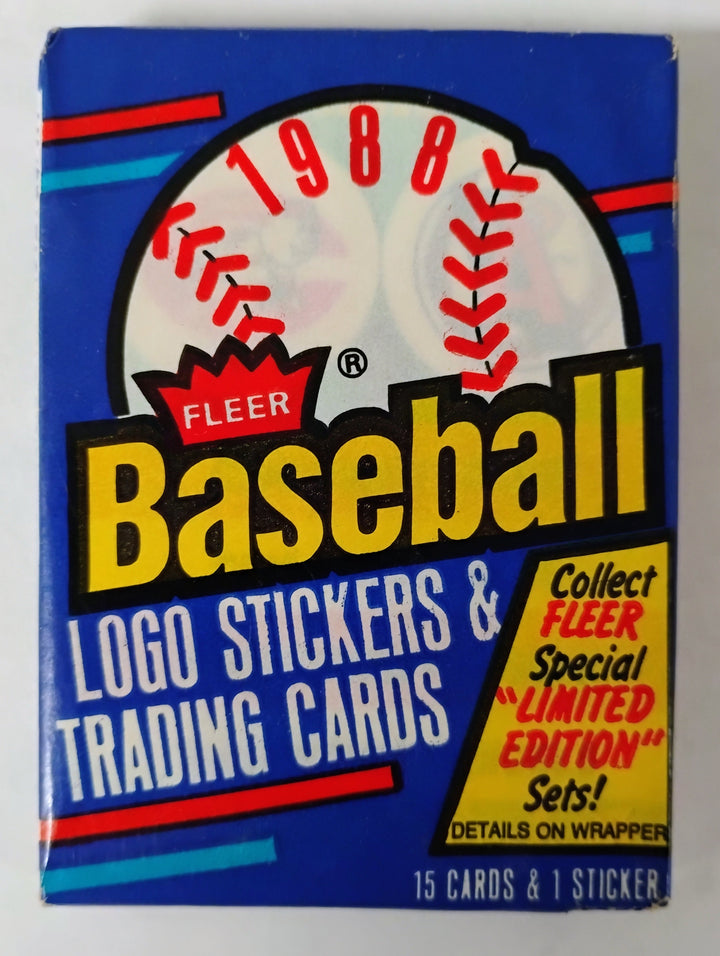 1988
FLEER ®
Baseball
LOGO STICKERS &
TRADING CARDS
Collect
FLEER
Special
"LIMITED
EDITION"
Sets!
DETAILS ON WRAPPER
15 CARDS & 1 STICKER